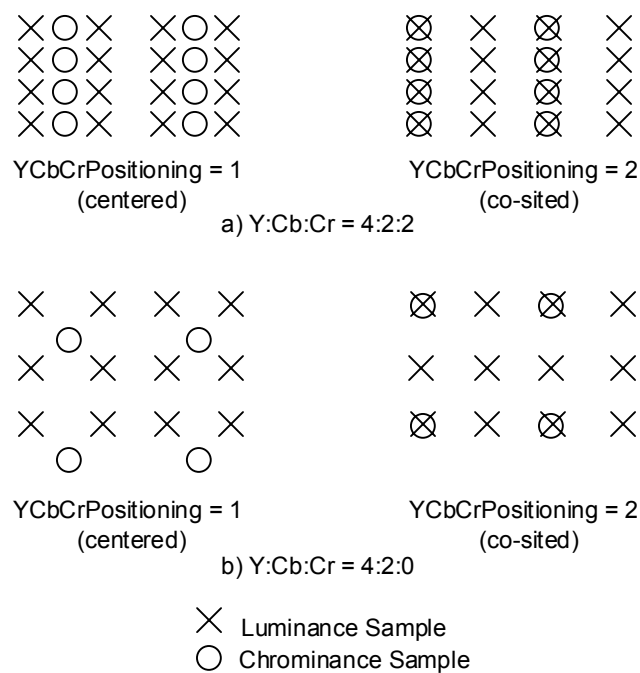 YCbCrPositioning = 1
(centered)
YCbCrPositioning = 2
(co-sited)
a) Y:Cb:Cr = 4:2:2
YCbCrPositioning = 1
(centered)
YCbCrPositioning = 2
(co-sited)
b) Y:Cb:Cr = 4:2:0
Luminance Sample
Chrominance Sample